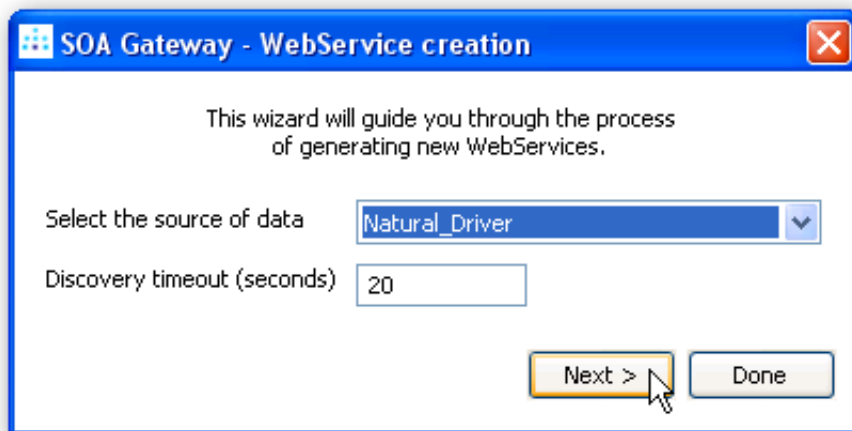 SOA Gateway - WebService creation
This wizard will guide you through the process
of generating new WebServices.
Select the source of data
Natural_Driver
Discovery timeout (seconds)
20
Next >
Done